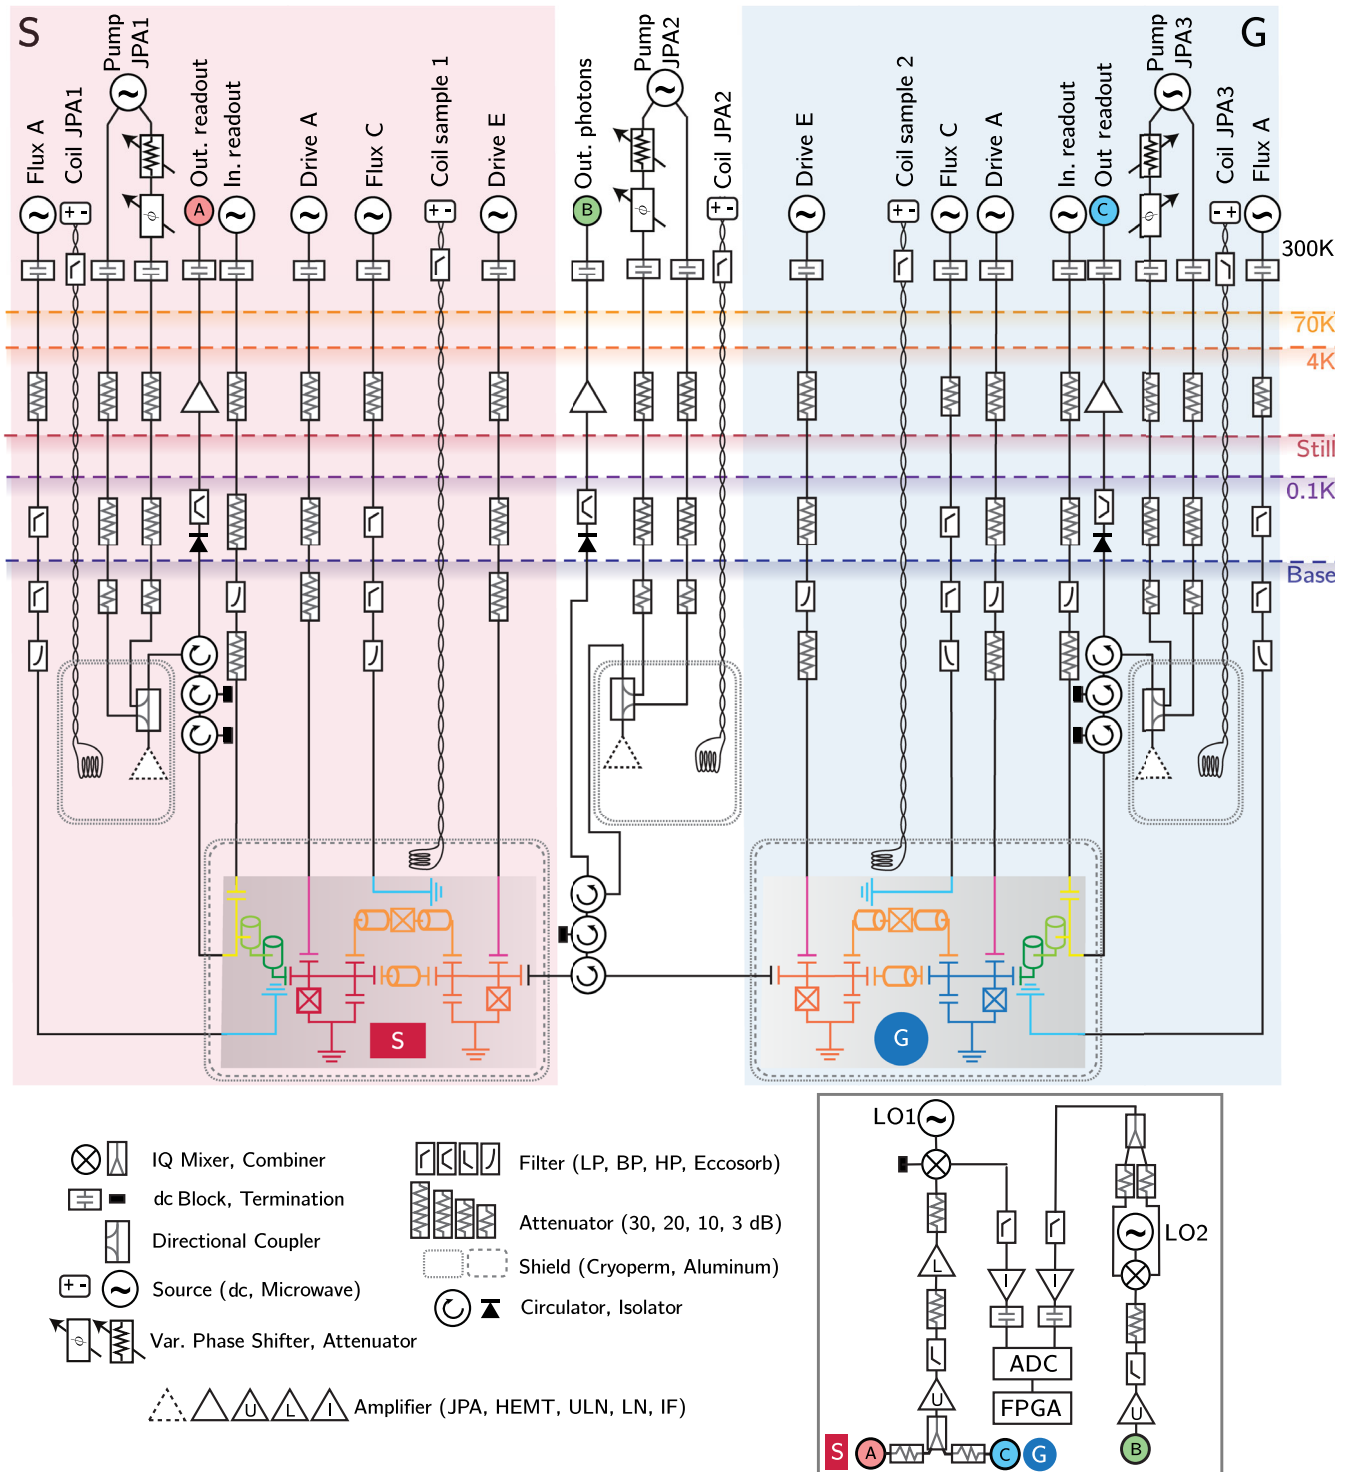 S
G
Flux A
Coil JPA1
Pump
JPA1
Out. readout
In. readout
Drive A
Flux C
Coil sample 1
Drive E
Out. photons
Pump
JPA2
Coil JPA2
Drive E
Coil sample 2
Flux C
Drive A
In. readout
Out readout
Pump
JPA3
Coil JPA3
Flux A
ϕ
A
B
ϕ
C
ϕ
+ -
+ -
+ -
+ -
- +
300K
70K
4K
Still
0.1K
Base
S
G
IQ Mixer, Combiner
dc Block, Termination
Directional Coupler
+ -
Source (dc, Microwave)
ϕ
Var. Phase Shifter, Attenuator
Filter (LP, BP, HP, Eccosorb)
Attenuator (30, 20, 10, 3 dB)
Shield (Cryoperm, Aluminum)
Circulator, Isolator
U
L
I
Amplifier (JPA, HEMT, ULN, LN, IF)
LO1
LO2
L
I
I
ADC
FPGA
U
U
S
A
C
G
B